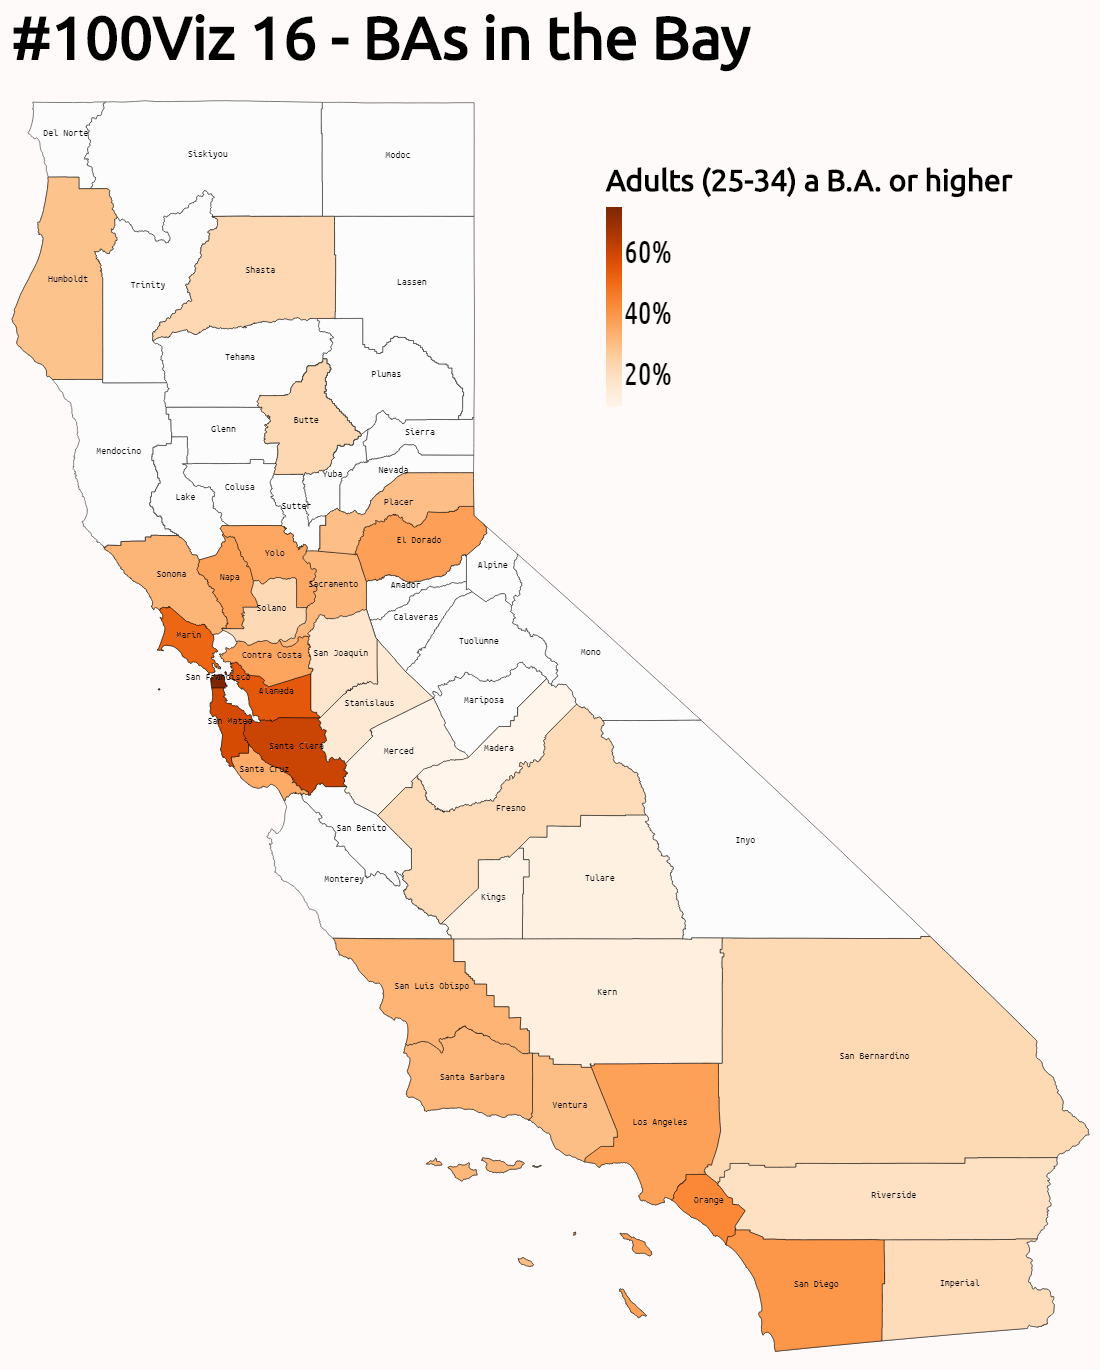 #100Viz 16 - BAs in the Bay
Adults (25-34) a B.A. or higher
60%
40%
20%
Del Norte
Siskiyou
Modoc
Humboldt
Trinity
Shasta
Lassen
Tehama
Plumas
Mendocino
Glenn
Butte
Sierra
Lake
Colusa
Sutter
Yuba
Nevada
Placer
El Dorado
Sonoma
Napa
Yolo
Solano
Sacramento
Amador
Alpine
Calaveras
Marin
Contra Costa
San Joaquin
Tuolumne
Mono
San Francisco
Alameda
Stanislaus
Mariposa
San Mateo
Santa Clara
Merced
Madera
Santa Cruz
Fresno
San Benito
Inyo
Monterey
Kings
Tulare
San Luis Obispo
Kern
San Bernardino
Santa Barbara
Ventura
Los Angeles
Orange
Riverside
San Diego
Imperial